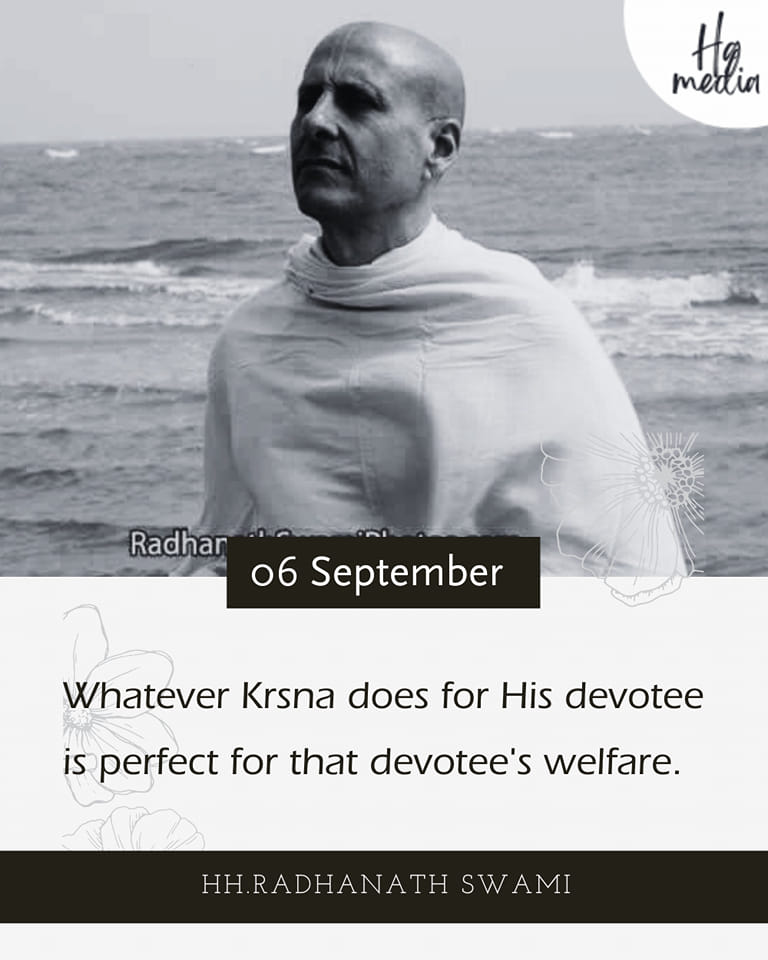 Hg
media
Radhan
06 September
Whatever Krsna does for His devotee
is perfect for that devotee's welfare.
HH.RADHANATH SWAMI